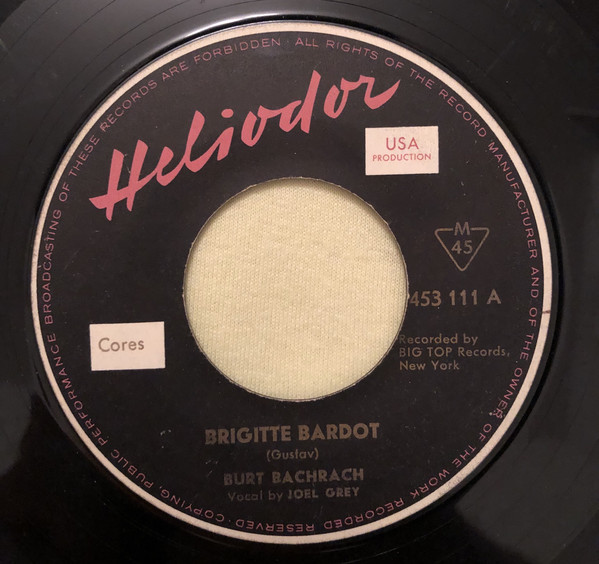 ALL RIGHTS OF THE RECORD MANUFACTURER AND OF THE OWNER OF THE WORK RECORDED RESERVED · COPYING, PUBLIC PERFORMANCE BROADCASTING OF THESE RECORDS ARE FORBIDDEN ·
Heliodor
USA
PRODUCTION
M
45
453 111 A
Cores
Recorded by
BIG TOP Records,
New York
BRIGITTE BARDOT
(Gustav)
BURT BACHRACH
Vocal by JOEL GREY